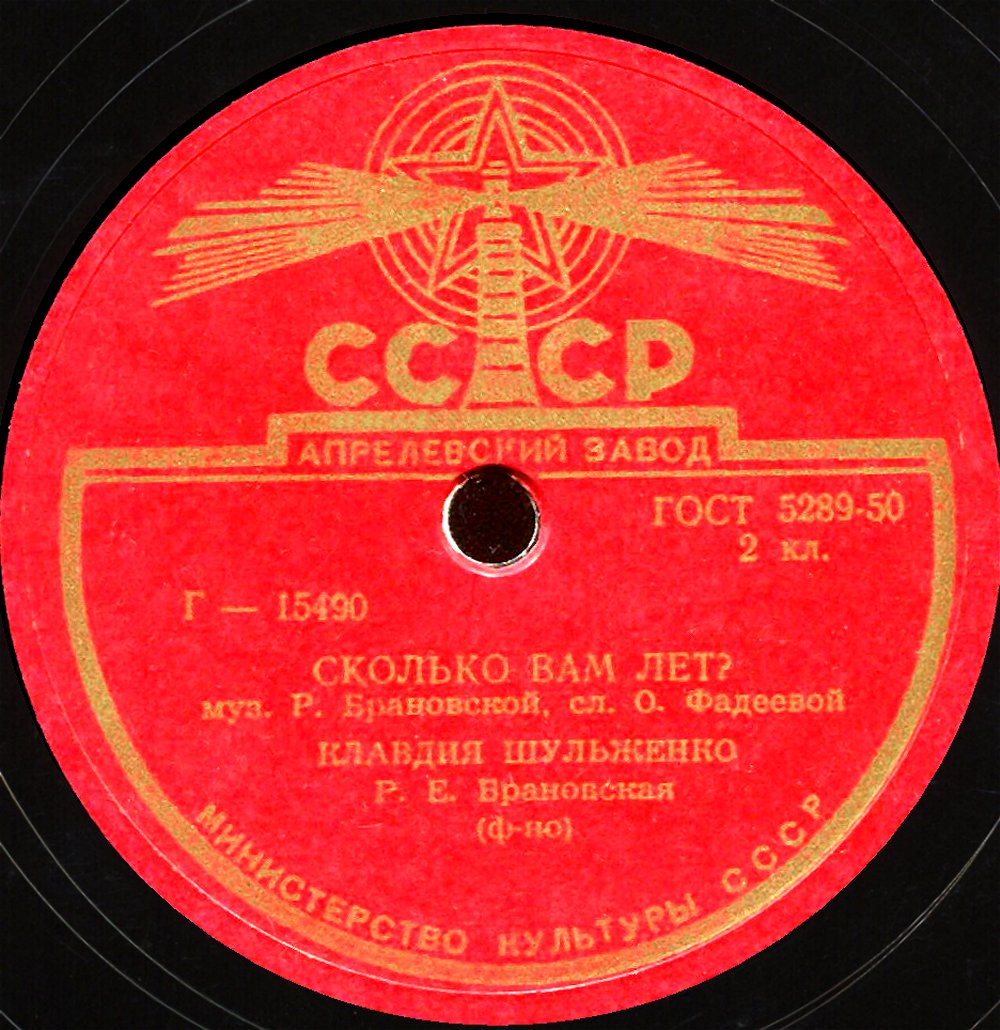 СССР
АПРЕЛЕВСКИЙ ЗАВОД
ГОСТ 5289-50
2 кл.
Г — 15490
СКОЛЬКО ВАМ ЛЕТ?
муз. Р. Брановской, сл. О. Фадеевой
КЛАВДИЯ ШУЛЬЖЕНКО
Р. Е. Брановская
(ф-но)
МИНИСТЕРСТВО КУЛЬТУРЫ СССР